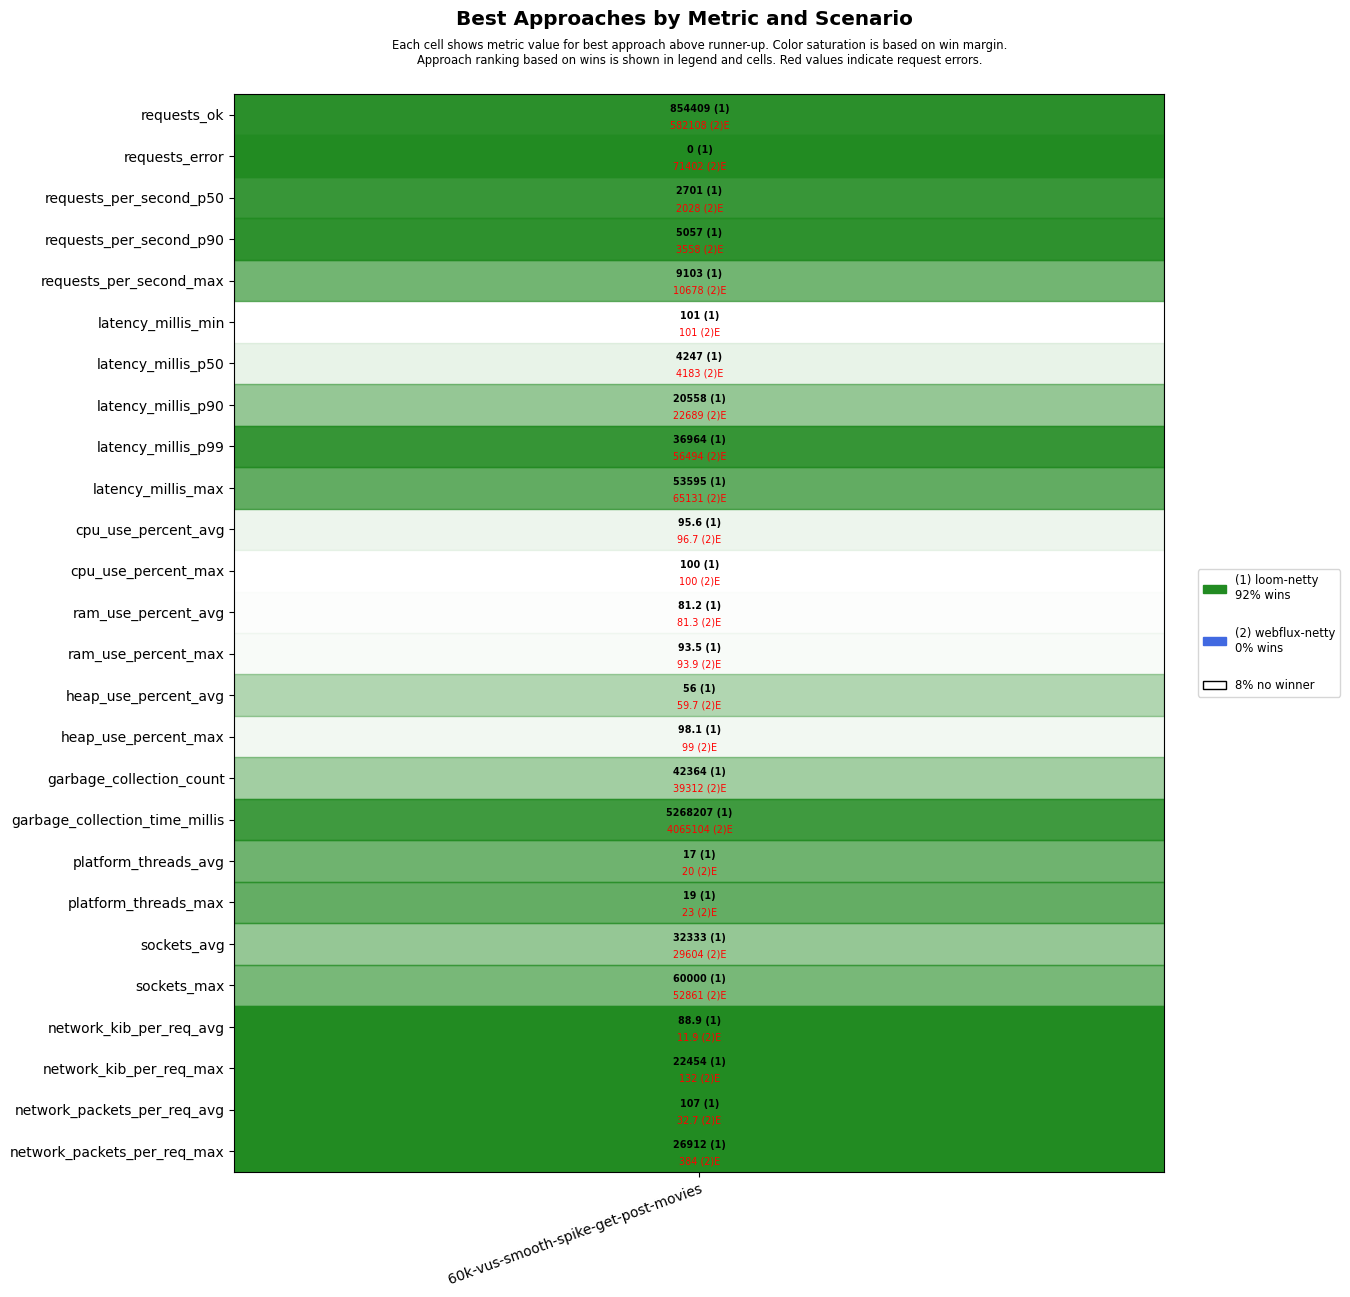 Best Approaches by Metric and Scenario
Each cell shows metric value for best approach above runner-up. Color saturation is based on win margin.
Approach ranking based on wins is shown in legend and cells. Red values indicate request errors.
requests_ok
854409 (1)
582108 (2)E
requests_error
0 (1)
71402 (2)E
requests_per_second_p50
2701 (1)
2028 (2)E
requests_per_second_p90
5057 (1)
3558 (2)E
requests_per_second_max
9103 (1)
10678 (2)E
latency_millis_min
101 (1)
101 (2)E
latency_millis_p50
4247 (1)
4183 (2)E
latency_millis_p90
20558 (1)
22689 (2)E
latency_millis_p99
36964 (1)
56494 (2)E
latency_millis_max
53595 (1)
65131 (2)E
cpu_use_percent_avg
95.6 (1)
96.7 (2)E
cpu_use_percent_max
100 (1)
100 (2)E
ram_use_percent_avg
81.2 (1)
81.3 (2)E
ram_use_percent_max
93.5 (1)
93.9 (2)E
heap_use_percent_avg
56 (1)
59.7 (2)E
heap_use_percent_max
98.1 (1)
99 (2)E
garbage_collection_count
42364 (1)
39312 (2)E
garbage_collection_time_millis
5268207 (1)
4065104 (2)E
platform_threads_avg
17 (1)
20 (2)E
platform_threads_max
19 (1)
23 (2)E
sockets_avg
32333 (1)
29604 (2)E
sockets_max
60000 (1)
52861 (2)E
network_kib_per_req_avg
88.9 (1)
11.9 (2)E
network_kib_per_req_max
22454 (1)
132 (2)E
network_packets_per_req_avg
107 (1)
32.7 (2)E
network_packets_per_req_max
26912 (1)
384 (2)E
60k-vus-smooth-spike-get-post-movies
(1) loom-netty
92% wins
(2) webflux-netty
0% wins
8% no winner